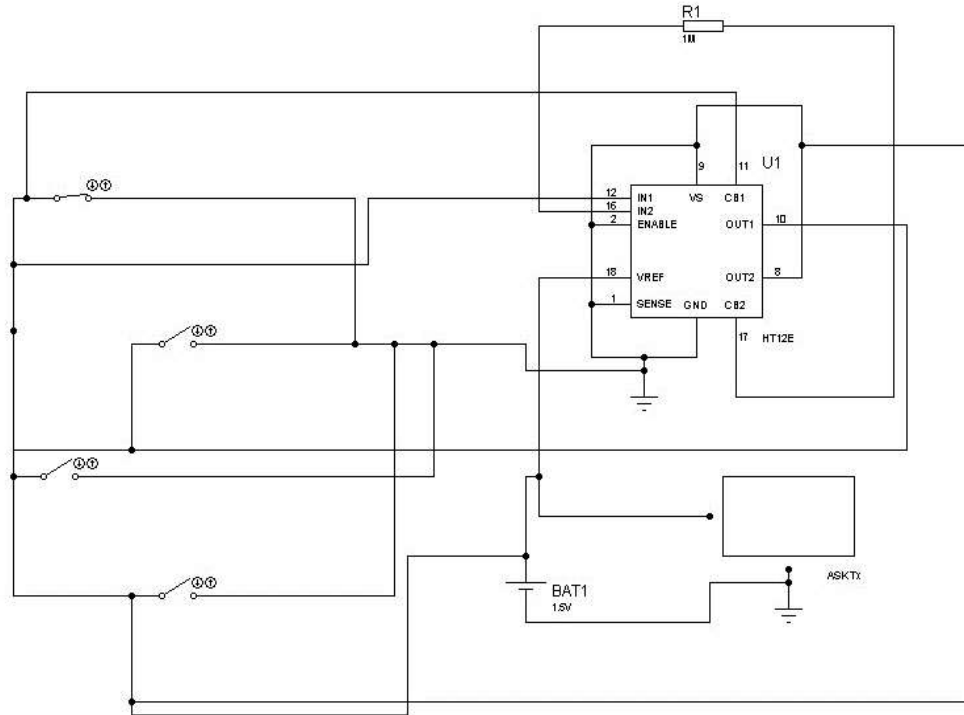 R1
1M
U1
9
11
12
IN1
VS
CB1
16
IN2
2
ENABLE
OUT1
10
18
VREF
OUT2
8
1
SENSE
GND
CB2
17
HT12E
BAT1
1.5V
ASKTX